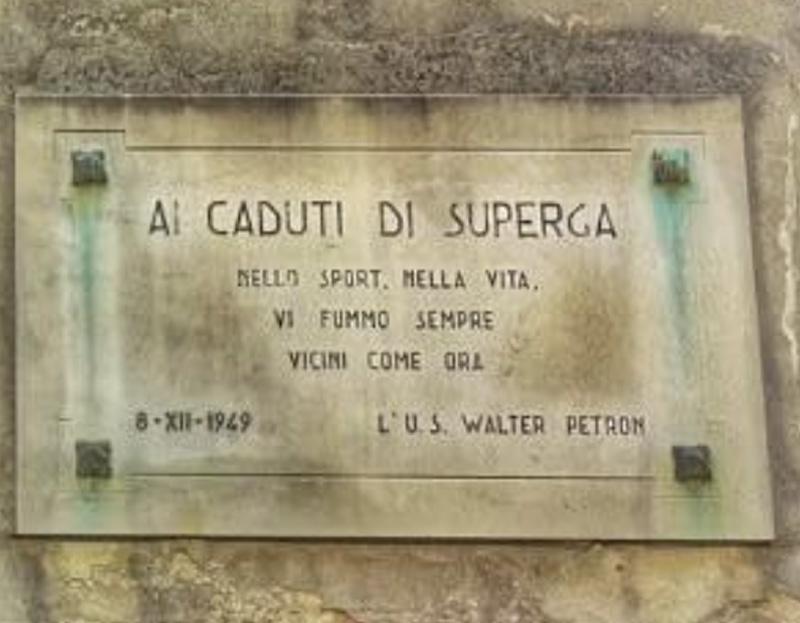 AI CADUTI DI SUPERGA
NELLO SPORT, NELLA VITA,
VI FUMMO SEMPRE
VICINI COME ORA
8-XII-1949 L'U.S. WALTER PETRON